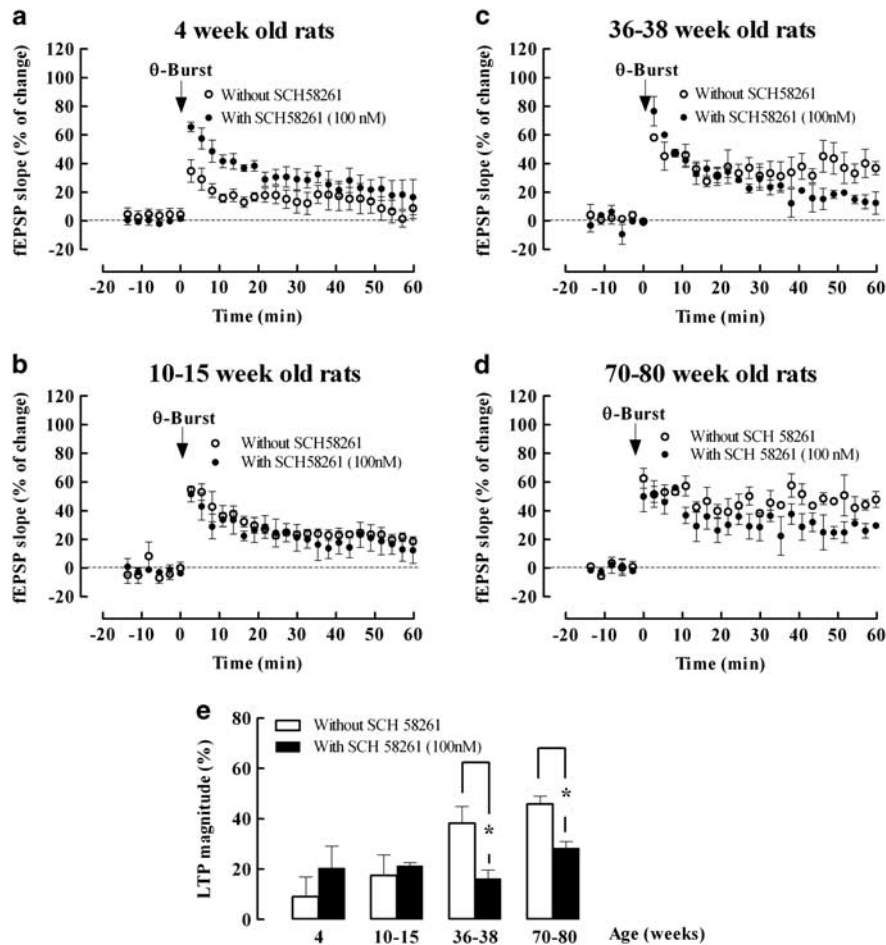 a
4 week old rats
fEPSP slope (% of change)
120
100
80
60
40
20
0
-20
θ-Burst
Without SCH58261
With SCH58261 (100 nM)
-20 -10 0 10 20 30 40 50 60
Time (min)
c
36-38 week old rats
fEPSP slope (% of change)
120
100
80
60
40
20
0
-20
θ-Burst
Without SCH58261
With SCH58261 (100 nM)
-20 -10 0 10 20 30 40 50 60
Time (min)
b
10-15 week old rats
fEPSP slope (% of change)
120
100
80
60
40
20
0
-20
θ-Burst
Without SCH58261
With SCH58261 (100nM)
-20 -10 0 10 20 30 40 50 60
Time (min)
d
70-80 week old rats
fEPSP slope (% of change)
120
100
80
60
40
20
0
-20
θ-Burst
Without SCH 58261
With SCH 58261 (100 nM)
-20 -10 0 10 20 30 40 50 60
Time (min)
e
LTP magnitude (%)
80
60
40
20
0
Without SCH 58261
With SCH 58261 (100nM)
* *
4 10-15 36-38 70-80 Age (weeks)